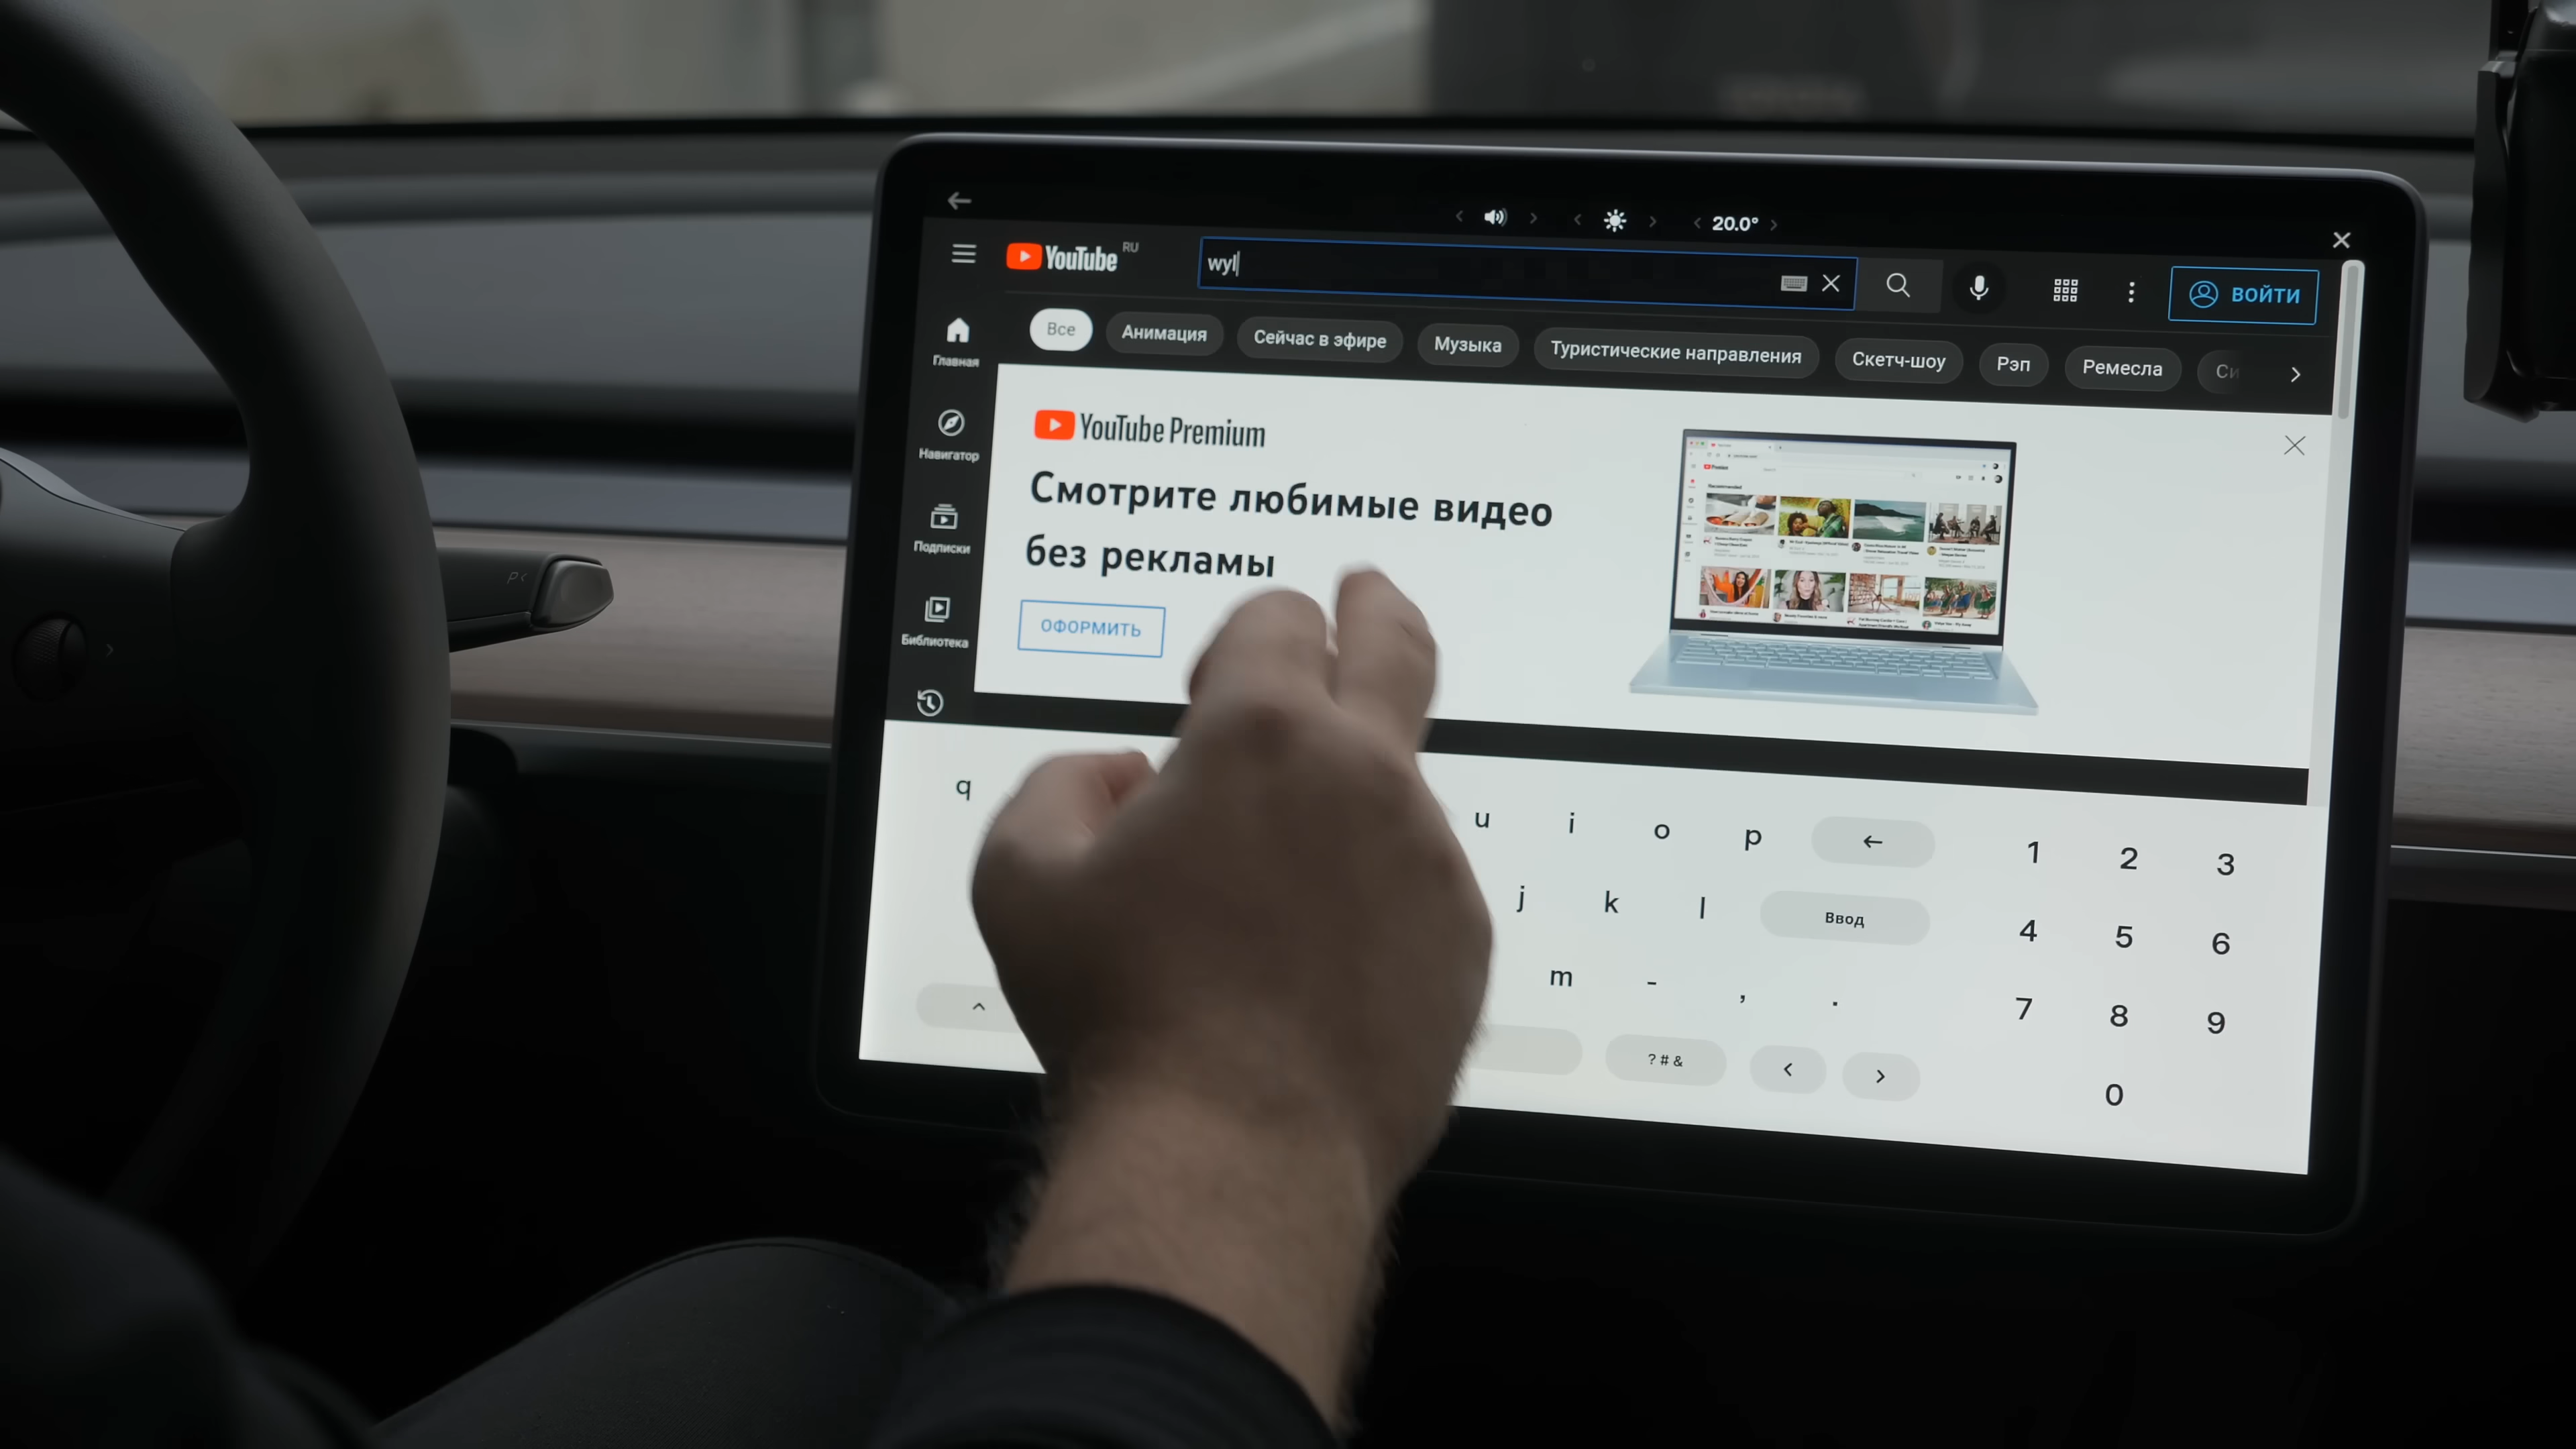 20.0°
YouTube RU
wyl
ВОЙТИ
Все
Анимация
Сейчас в эфире
Музыка
Туристические направления
Скетч-шоу
Рэп
Ремесла
Си
Главная
Навигатор
Подписки
Библиотека
YouTube Premium
Смотрите любимые видео
без рекламы
ОФОРМИТЬ
q u i o p 1 2 3
j k l Ввод 4 5 6
m - , . 7 8 9
? # & 0
P